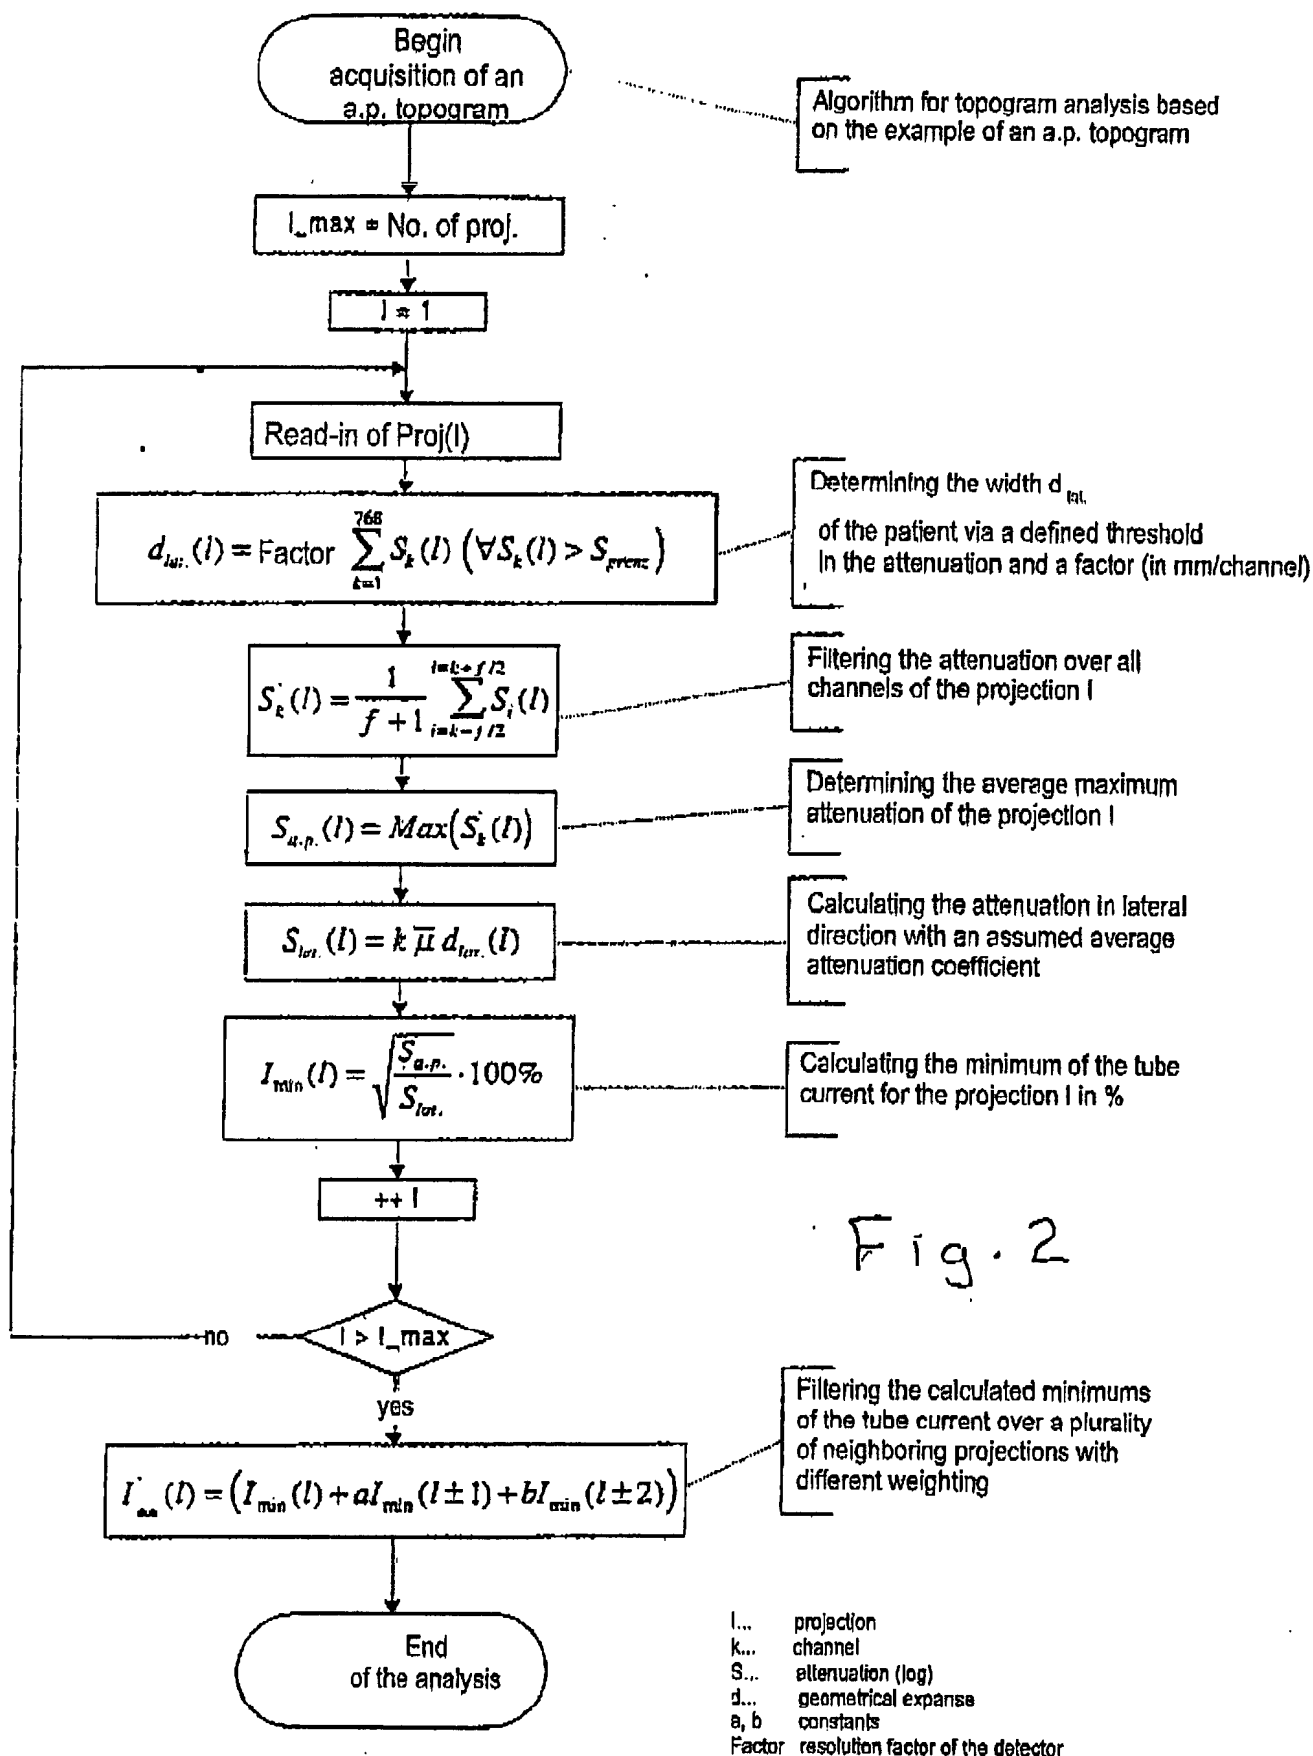 Begin
acquisition of an
a.p. topogram
Algorithm for topogram analysis based
on the example of an a.p. topogram
l_max = No. of proj.
l = 1
Read-in of Proj(l)
d_lat.(l) = Factor ∑_{k=1}^{768} S_k(l) (∀S_k(l) > S_grenz)
Determining the width d_lat.
of the patient via a defined threshold
in the attenuation and a factor (in mm/channel)
S*_k(l) = 1/(f+1) ∑_{i=k-f/2}^{i=k+f/2} S_i(l)
Filtering the attenuation over all
channels of the projection l
S_a.p.(l) = Max(S*_k(l))
Determining the average maximum
attenuation of the projection l
S_lat.(l) = k μ̅ d_lat.(l)
Calculating the attenuation in lateral
direction with an assumed average
attenuation coefficient
I_min(l) = √(S_a.p./S_lat.) · 100%
Calculating the minimum of the tube
current for the projection l in %
++ l
Fig. 2
l > l_max
no
yes
Filtering the calculated minimums
of the tube current over a plurality
of neighboring projections with
different weighting
I*_min(l) = (I_min(l) + aI_min(l ± 1) + bI_min(l ± 2))
End
of the analysis
l... projection
k... channel
S... attenuation (log)
d... geometrical expanse
a, b constants
Factor resolution factor of the detector